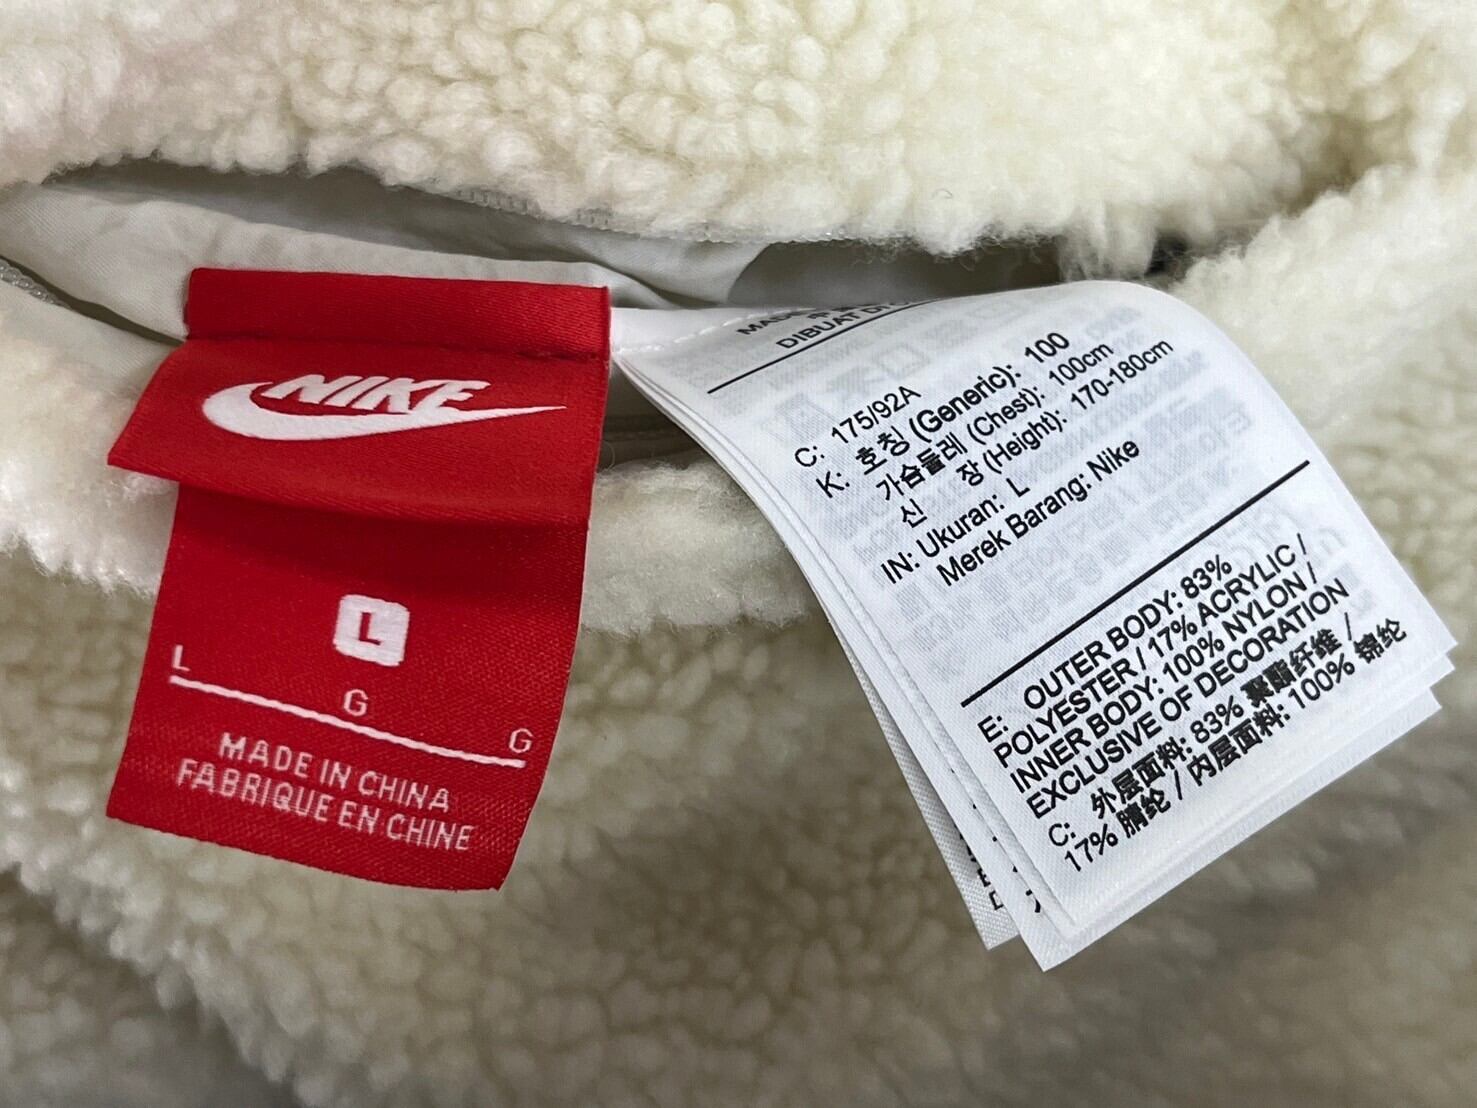 NIKE
L
L
G
G
MADE IN CHINA
FABRIQUE EN CHINE
DIBUAT DI
C: 175/92A
K: 호칭 (Generic): 100
가슴둘레 (Chest): 100cm
신 장 (Height): 170-180cm
IN: Ukuran: L
Merek Barang: Nike
E: OUTER BODY: 83%
POLYESTER / 17% ACRYLIC /
INNER BODY: 100% NYLON /
EXCLUSIVE OF DECORATION
C: 外层面料: 83% 聚酯纤维 /
17% 腈纶 / 内层面料: 100% 锦纶